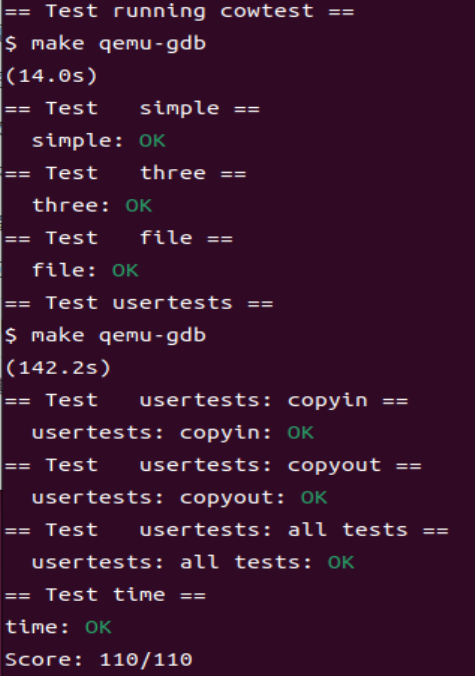 == Test running cowtest ==
$ make qemu-gdb
(14.0s)
== Test   simple ==
  simple: OK
== Test   three ==
  three: OK
== Test   file ==
  file: OK
== Test usertests ==
$ make qemu-gdb
(142.2s)
== Test   usertests: copyin ==
  usertests: copyin: OK
== Test   usertests: copyout ==
  usertests: copyout: OK
== Test   usertests: all tests ==
  usertests: all tests: OK
== Test time ==
time: OK
Score: 110/110